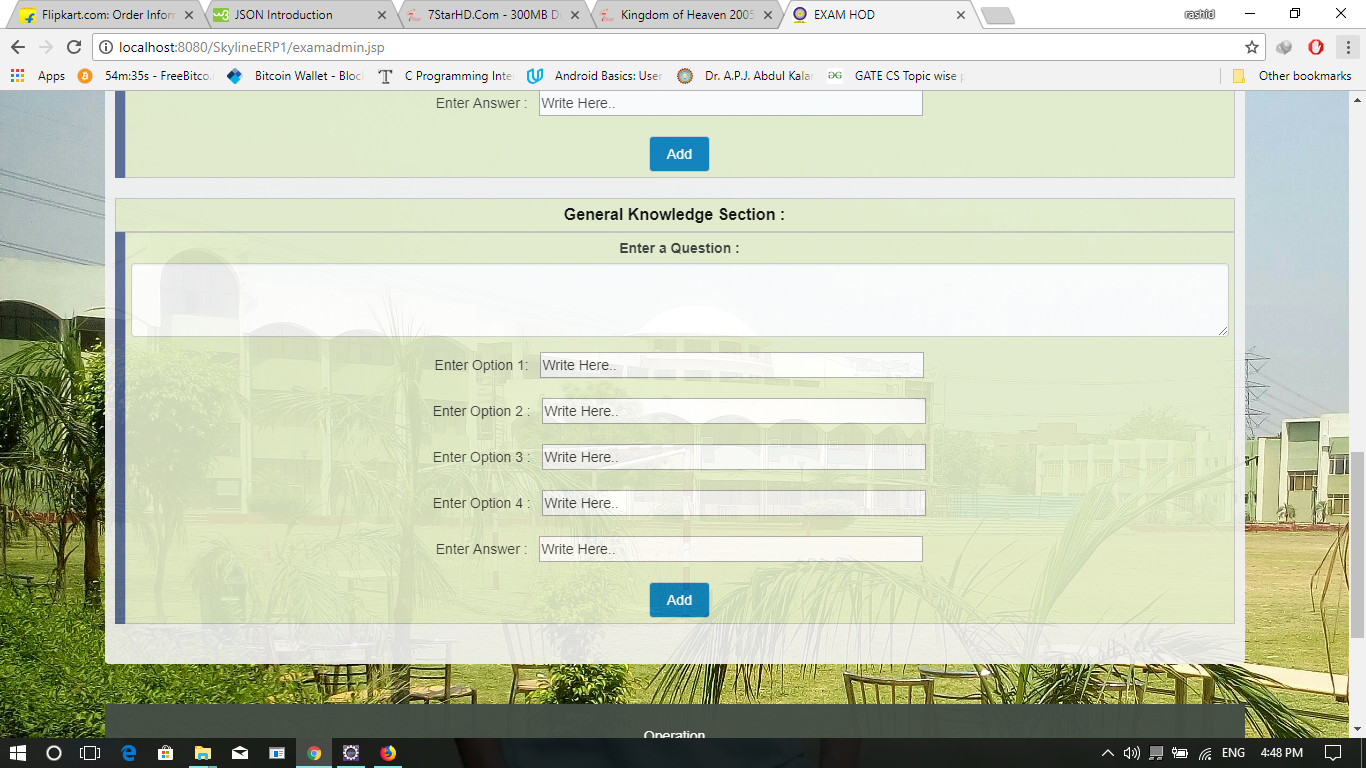 Flipkart.com: Order Inforr
JSON Introduction
7StarHD.Com - 300MB D
Kingdom of Heaven 2005
EXAM HOD
rashid
localhost:8080/SkylineERP1/examadmin.jsp
Apps
54m:35s - FreeBitco.
Bitcoin Wallet - Bloc
C Programming Inte
Android Basics: User
Dr. A.P.J. Abdul Kala
GATE CS Topic wise
Other bookmarks
Enter Answer : Write Here..
Add
General Knowledge Section :
Enter a Question :
Enter Option 1: Write Here..
Enter Option 2 : Write Here..
Enter Option 3 : Write Here..
Enter Option 4 : Write Here..
Enter Answer : Write Here..
Add
Operation
ENG
4:48 PM